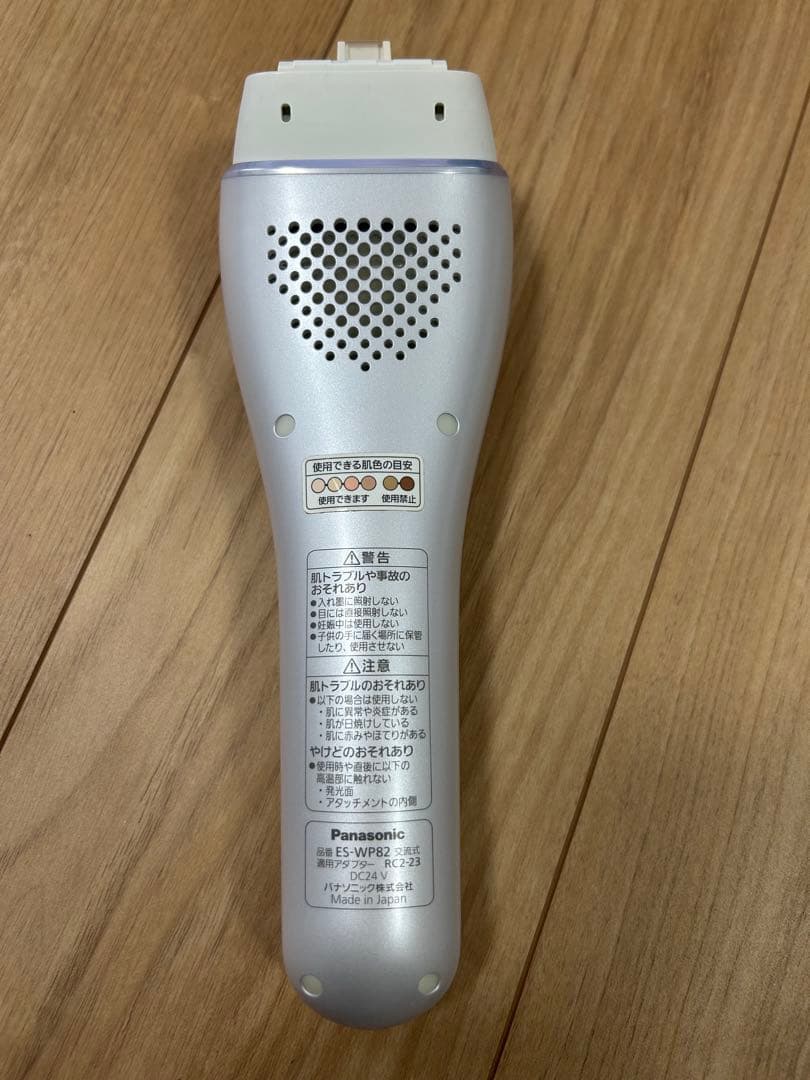 使用できる肌色の目安
使用できます 使用禁止
警告
肌トラブルや事故の
おそれあり
●入れ墨に照射しない
●目には直接照射しない
●妊娠中は使用しない
●子供の手に届く場所に保管
したり、使用させない
注意
肌トラブルのおそれあり
●以下の場合は使用しない
・肌に異常や炎症がある
・肌が日焼けしている
・肌に赤みやほてりがある
やけどのおそれあり
●使用時や直後に以下の
高温部に触れない
・発光面
・アタッチメントの内側
Panasonic
品番 ES-WP82 交流式
適用アダプター RC2-23
DC24 V
パナソニック株式会社
Made in Japan